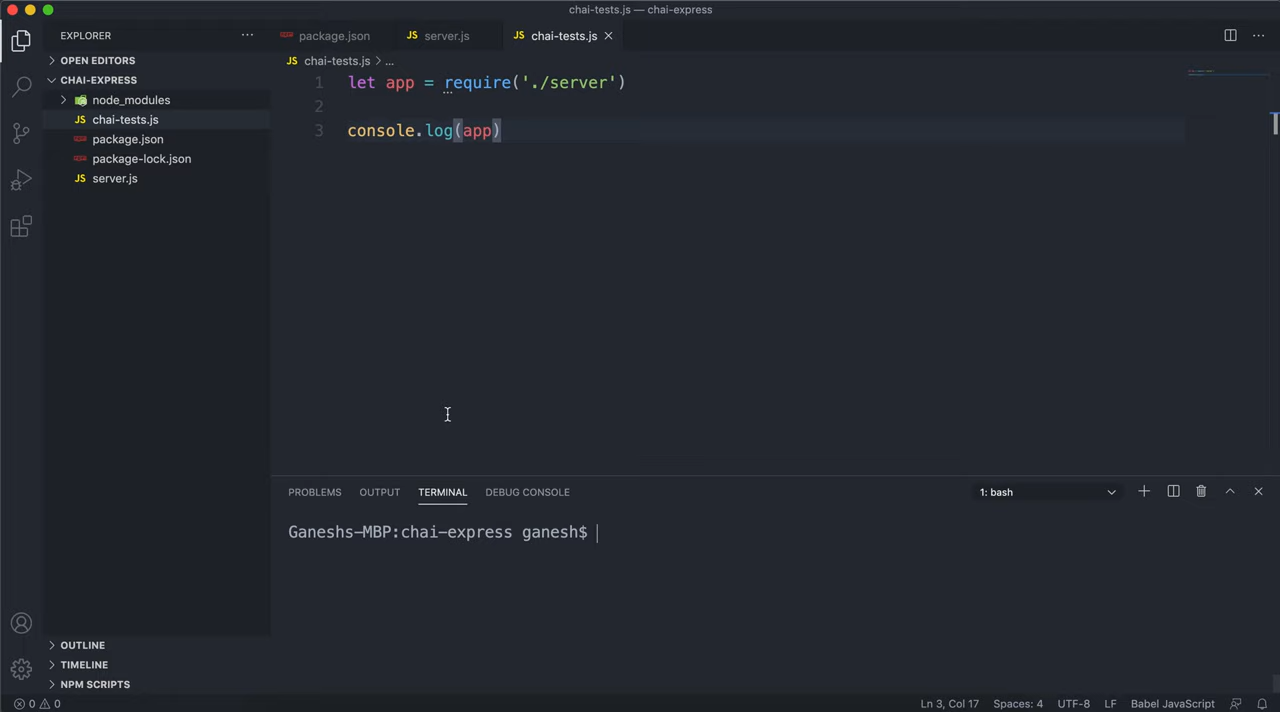 chai-tests.js — chai-express
EXPLORER
package.json
server.js
chai-tests.js
OPEN EDITORS
chai-tests.js > ...
CHAI-EXPRESS
1 let app = require('./server')
node_modules
2
chai-tests.js
3 console.log(app)
package.json
package-lock.json
server.js
PROBLEMS OUTPUT TERMINAL DEBUG CONSOLE 1: bash
Ganeshs-MBP:chai-express ganesh$
OUTLINE
TIMELINE
NPM SCRIPTS
0 0 Ln 3, Col 17 Spaces: 4 UTF-8 LF Babel JavaScript